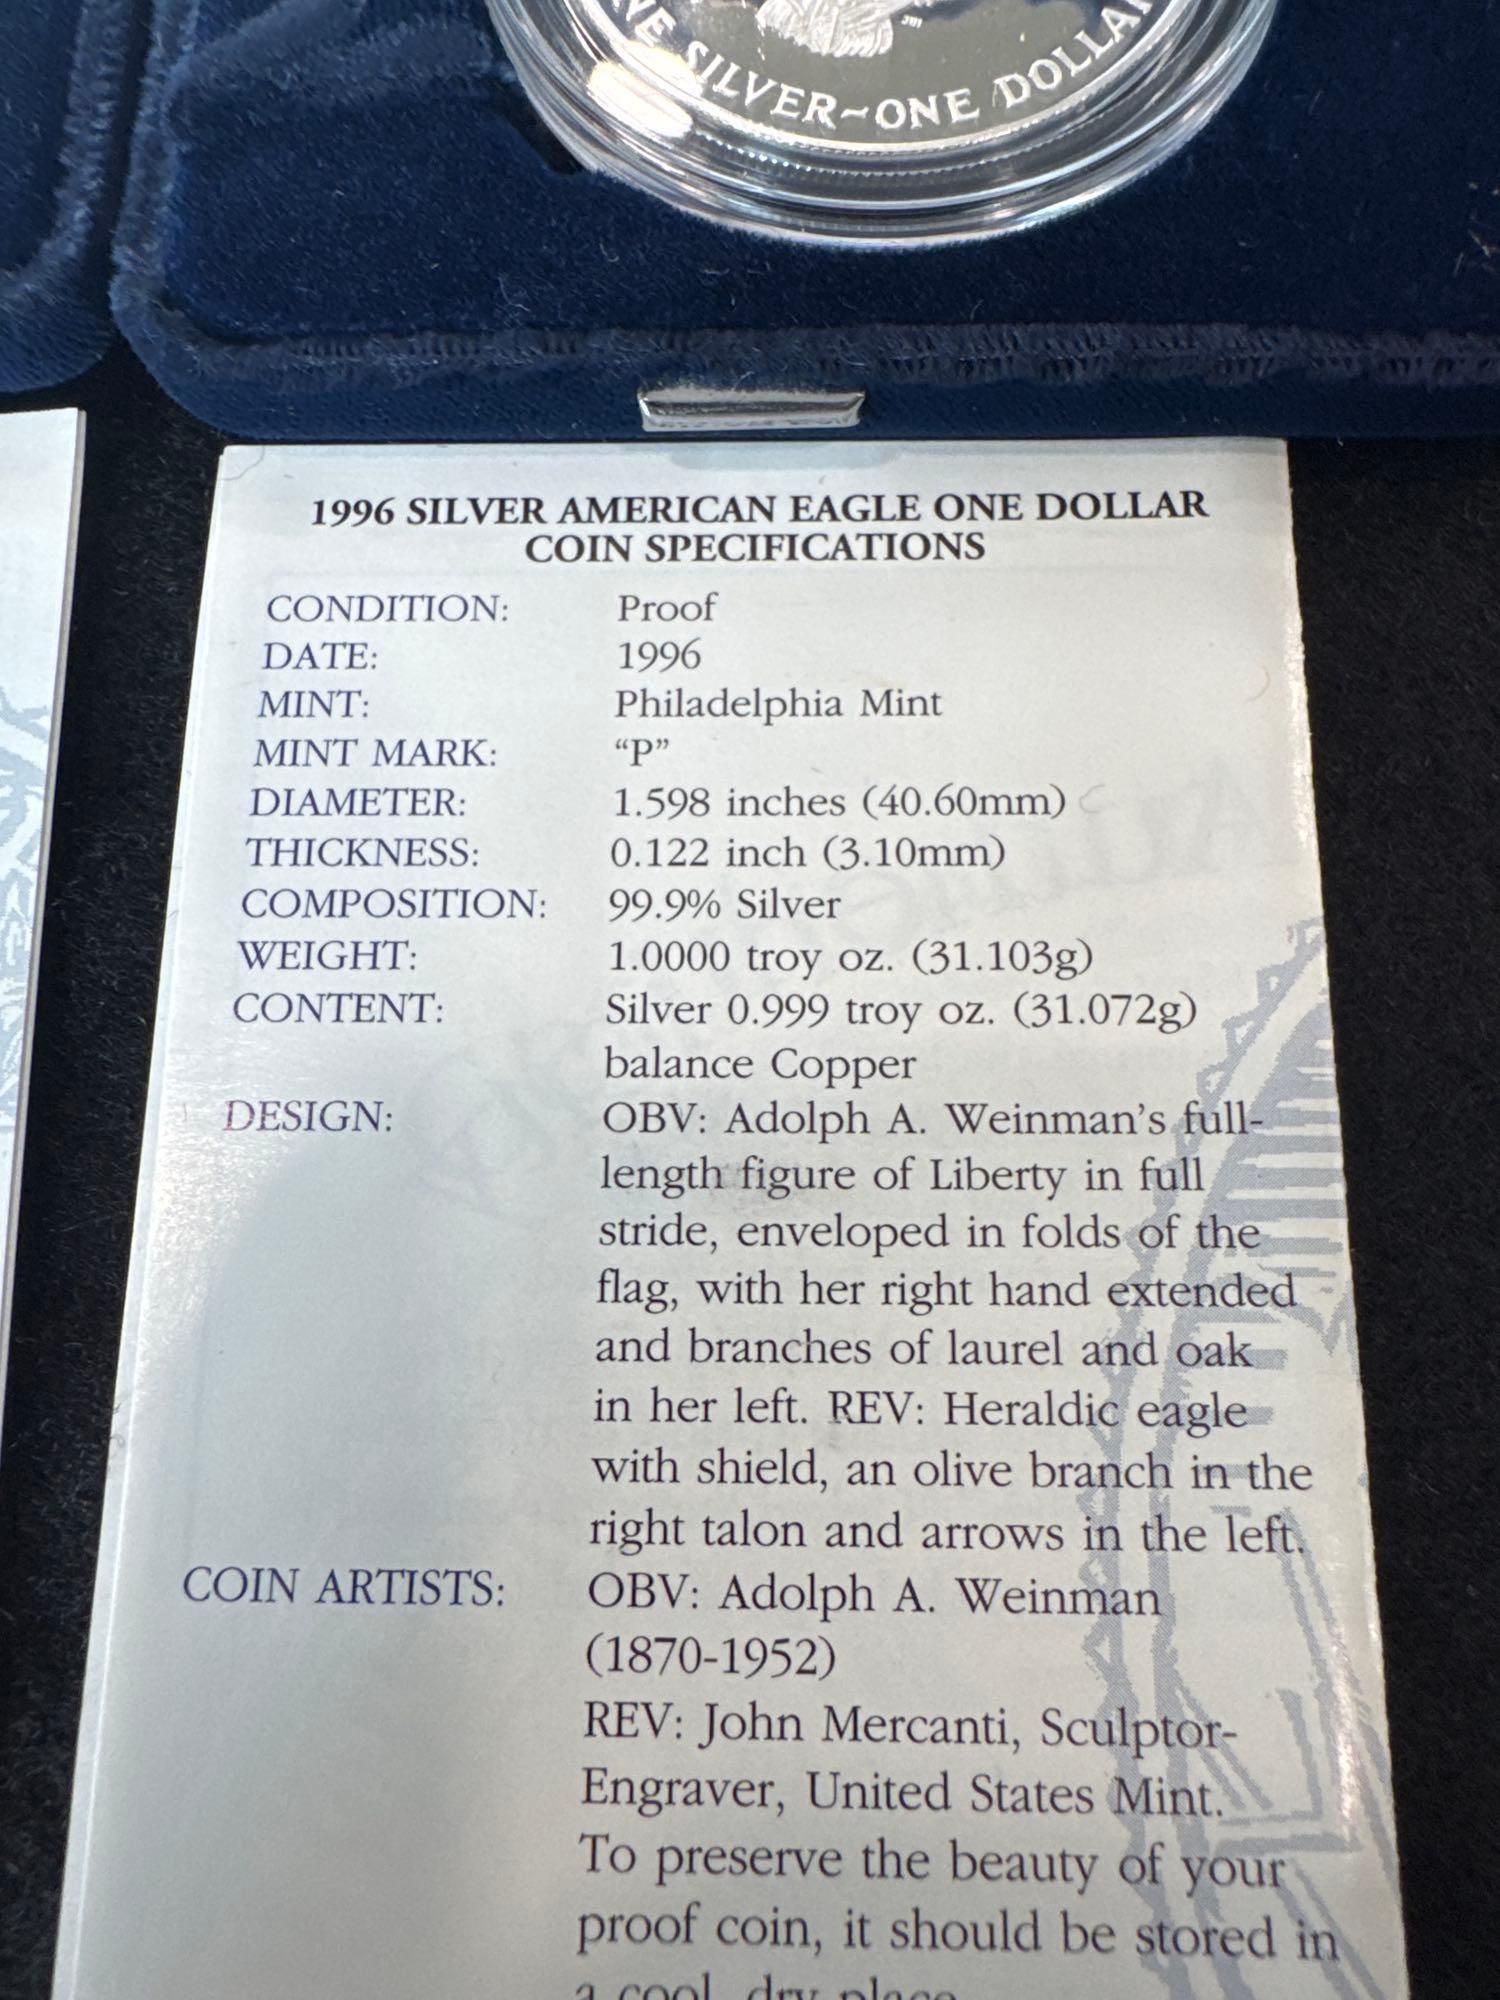 SILVER~ONE DOLLAR
1996 SILVER AMERICAN EAGLE ONE DOLLAR
COIN SPECIFICATIONS
CONDITION: Proof
DATE: 1996
MINT: Philadelphia Mint
MINT MARK: “P”
DIAMETER: 1.598 inches (40.60mm)
THICKNESS: 0.122 inch (3.10mm)
COMPOSITION: 99.9% Silver
WEIGHT: 1.0000 troy oz. (31.103g)
CONTENT: Silver 0.999 troy oz. (31.072g)
balance Copper
DESIGN: OBV: Adolph A. Weinman’s full-
length figure of Liberty in full
stride, enveloped in folds of the
flag, with her right hand extended
and branches of laurel and oak
in her left. REV: Heraldic eagle
with shield, an olive branch in the
right talon and arrows in the left.
COIN ARTISTS: OBV: Adolph A. Weinman
(1870-1952)
REV: John Mercanti, Sculptor-
Engraver, United States Mint.
To preserve the beauty of your
proof coin, it should be stored in
a cool, dry place